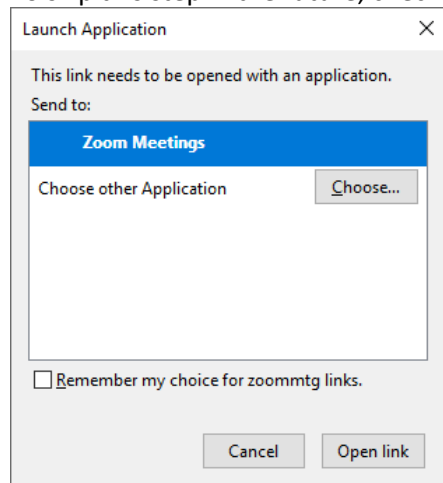 Launch Application
This link needs to be opened with an application.
Send to:
Zoom Meetings
Choose other Application
Choose...
Remember my choice for zoommtg links.
Cancel
Open link